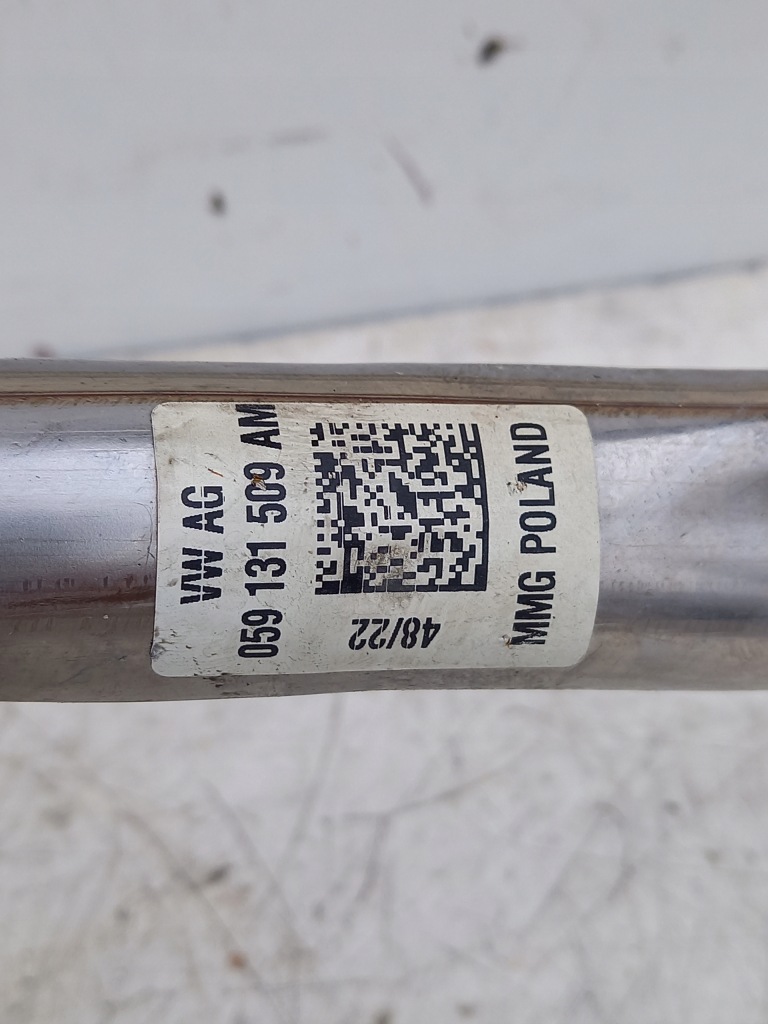 VW AG
059 131 509 AM
48/22
MMG POLAND